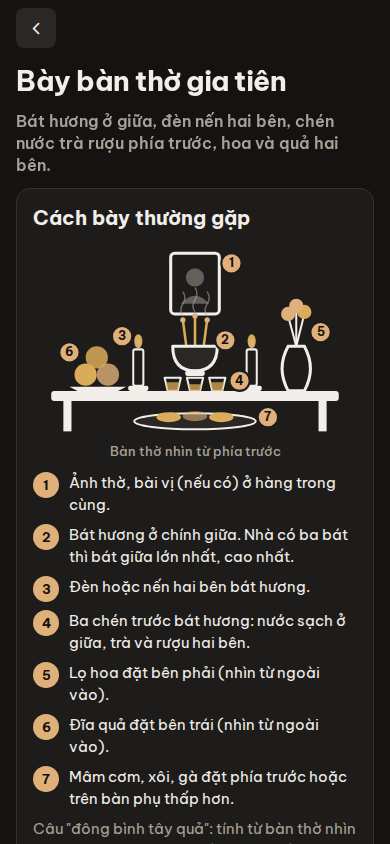 Bày bàn thờ gia tiên
Bát hương ở giữa, đèn nến hai bên, chén
nước trà rượu phía trước, hoa và quả hai
bên.
Cách bày thường gặp
1
2
3
4
5
6
7
Bàn thờ nhìn từ phía trước
1 Ảnh thờ, bài vị (nếu có) ở hàng trong
cùng.
2 Bát hương ở chính giữa. Nhà có ba bát
thì bát giữa lớn nhất, cao nhất.
3 Đèn hoặc nến hai bên bát hương.
4 Ba chén trước bát hương: nước sạch ở
giữa, trà và rượu hai bên.
5 Lọ hoa đặt bên phải (nhìn từ ngoài
vào).
6 Đĩa quả đặt bên trái (nhìn từ ngoài
vào).
7 Mâm cơm, xôi, gà đặt phía trước hoặc
trên bàn phụ thấp hơn.
Câu "đông bình tây quả": tính từ bàn thờ nhìn